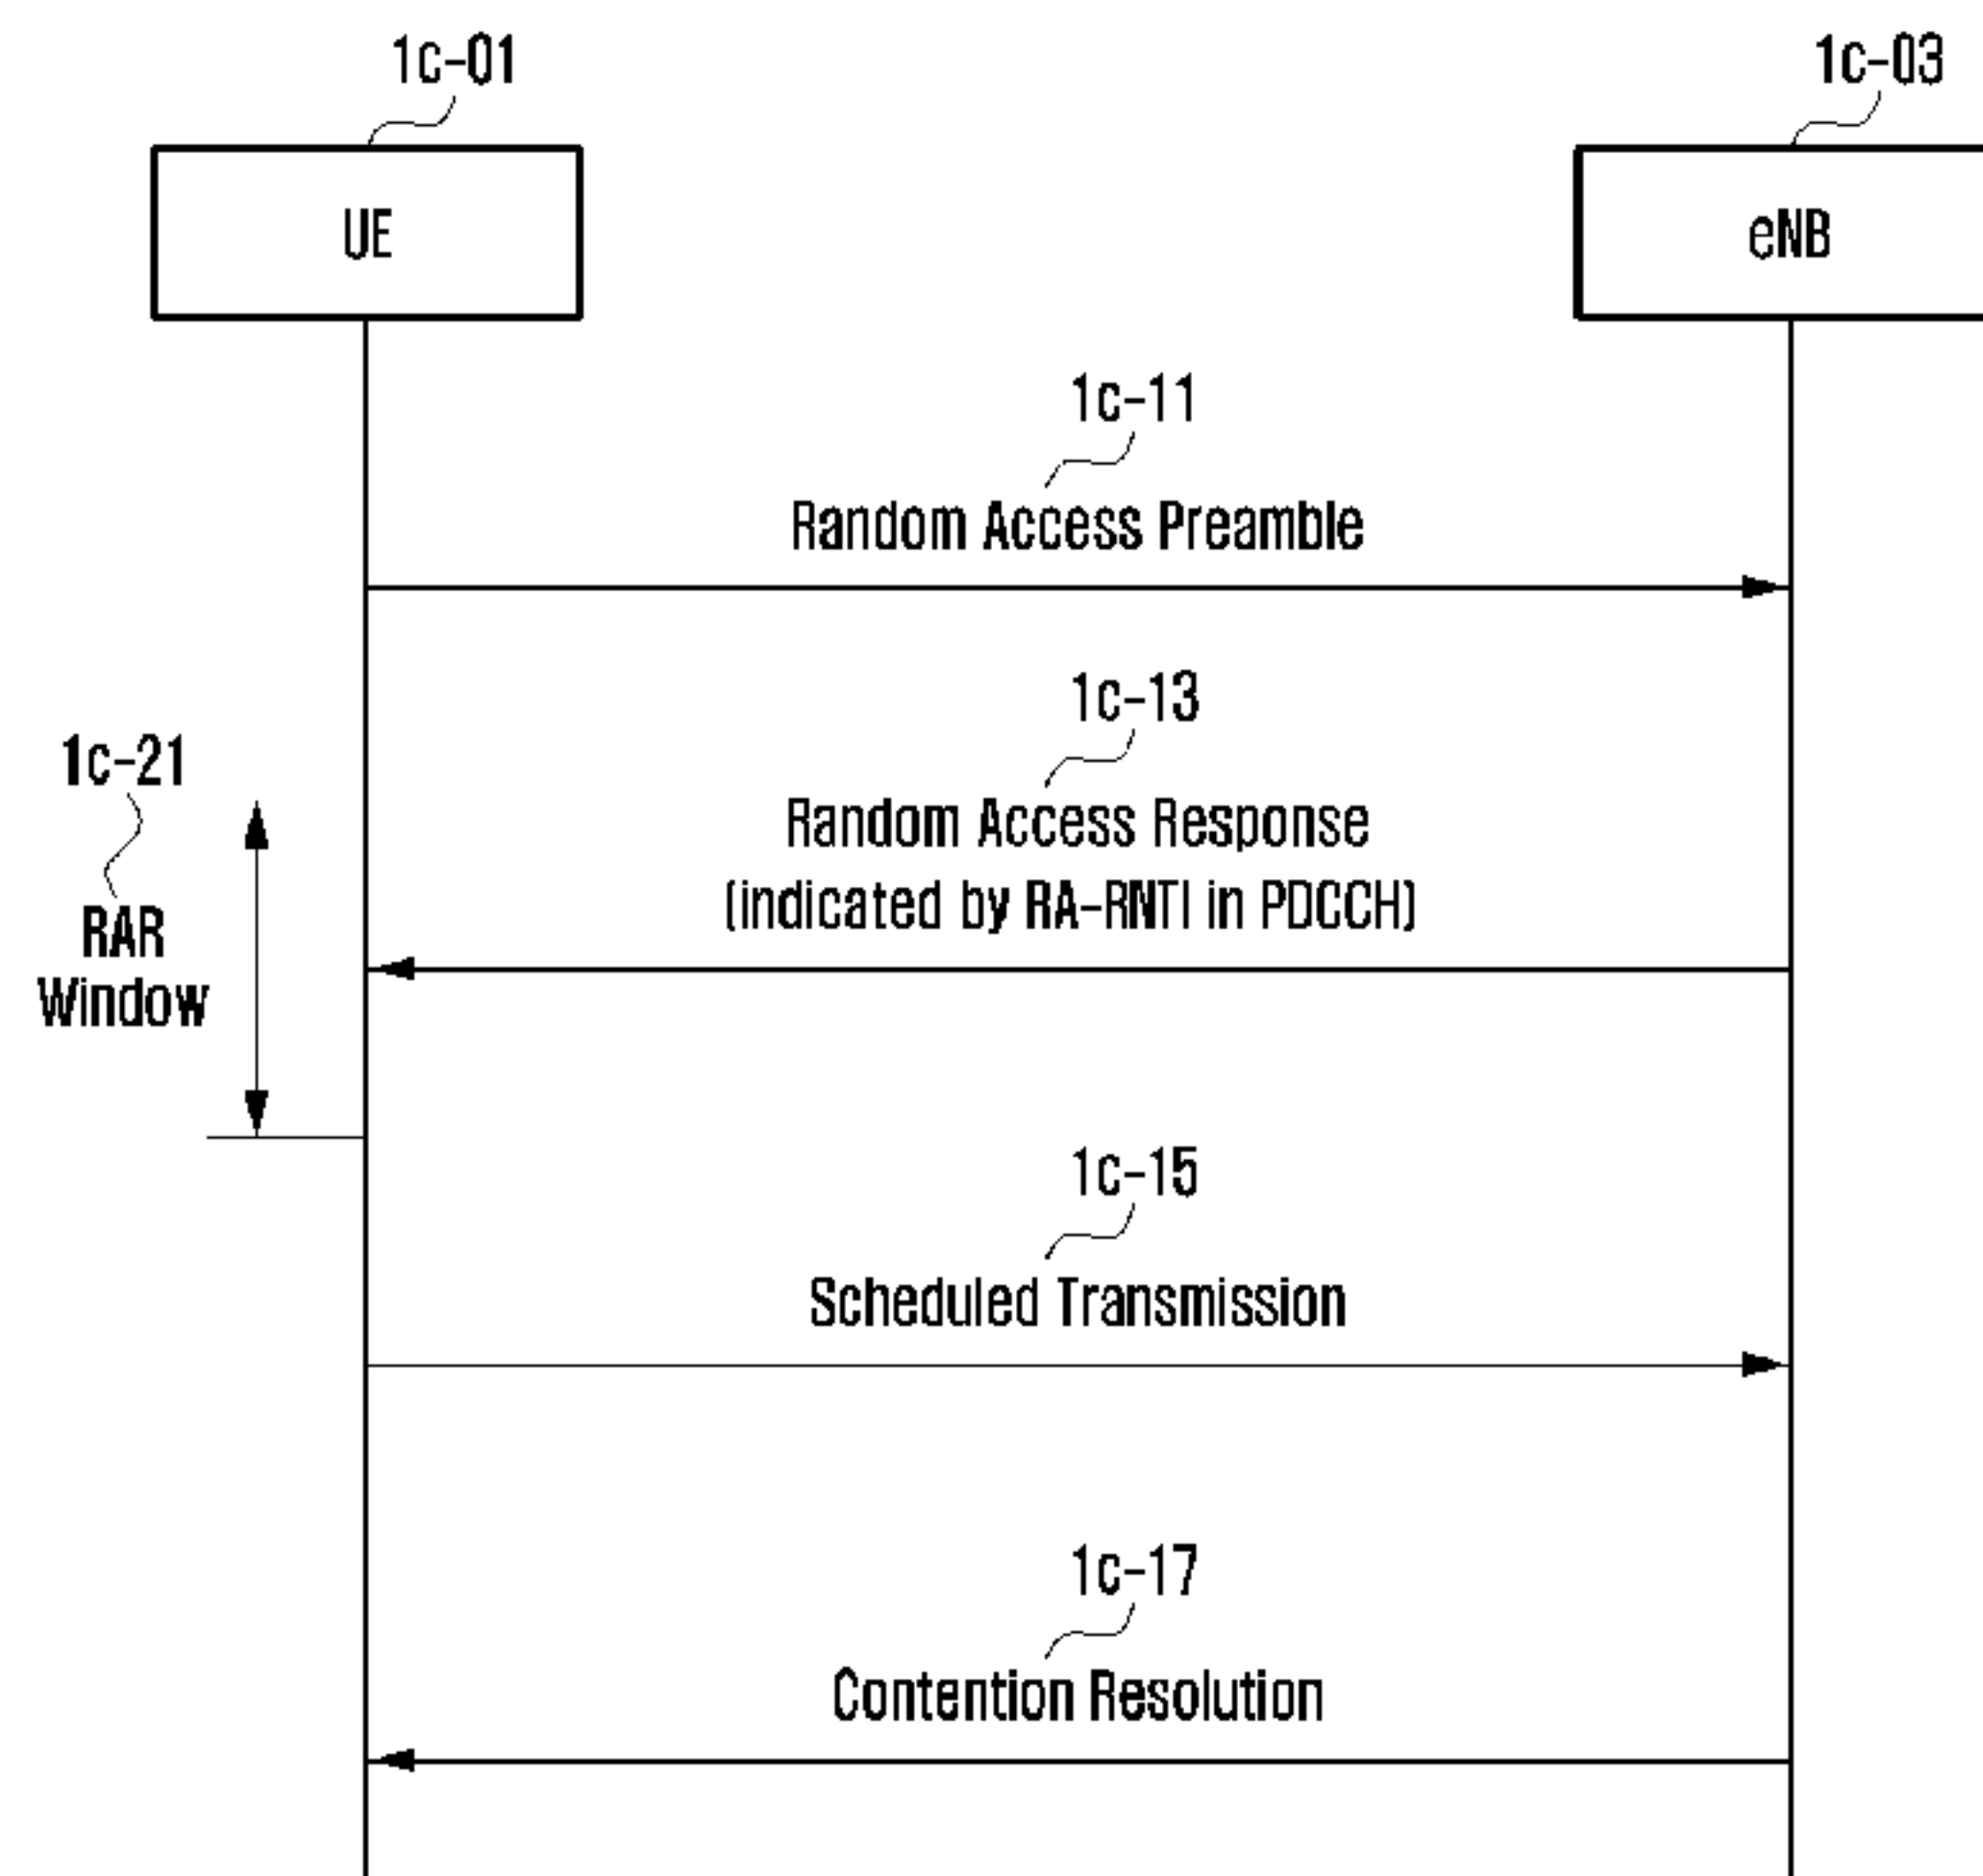 1c-01
1c-03
UE
eNB
1c-11
Random Access Preamble
1c-13
1c-21
Random Access Response
(indicated by RA-RNTI in PDCCH)
RAR
Window
1c-15
Scheduled Transmission
1c-17
Contention Resolution